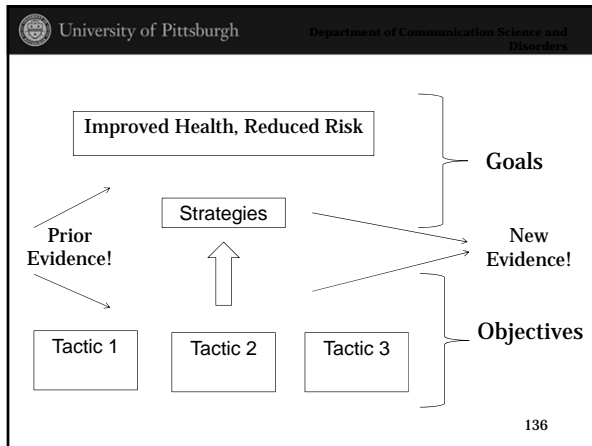 University of Pittsburgh
Department of Communication Science and
Disorders
Improved Health, Reduced Risk
Goals
Strategies
Prior
Evidence!
New
Evidence!
Objectives
Tactic 1
Tactic 2
Tactic 3
136